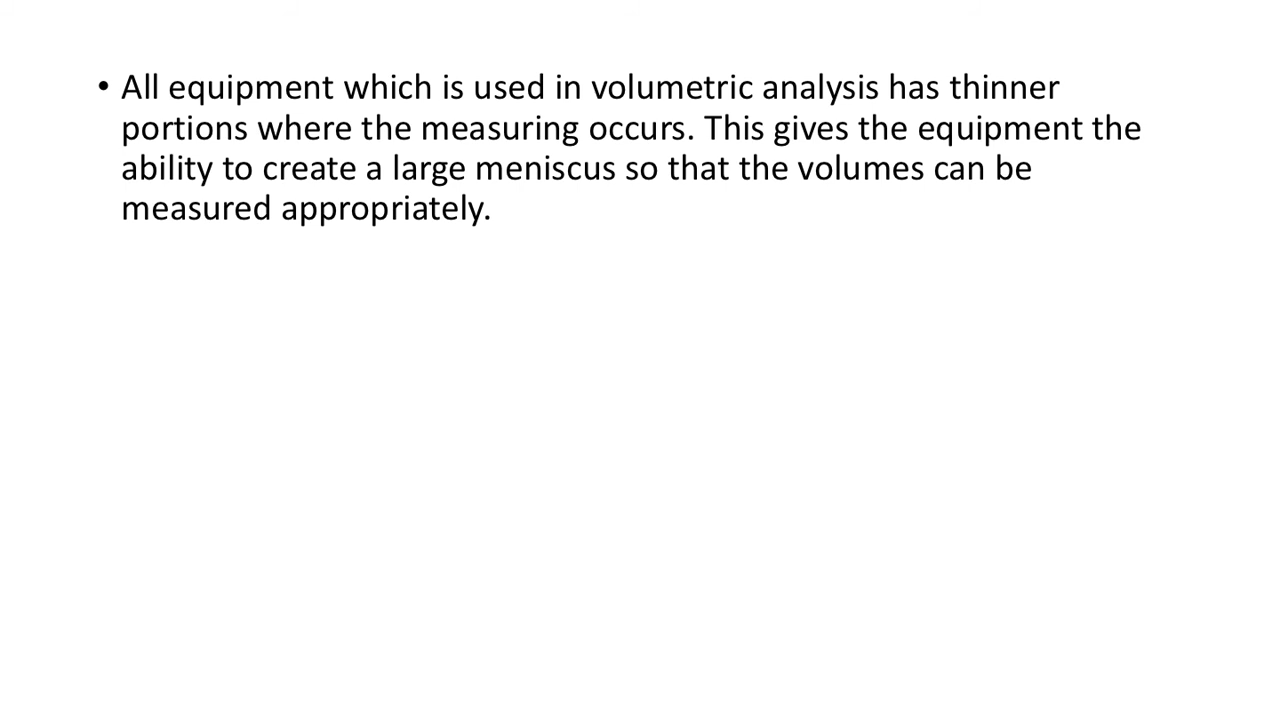 • All equipment which is used in volumetric analysis has thinner
portions where the measuring occurs. This gives the equipment the
ability to create a large meniscus so that the volumes can be
measured appropriately.